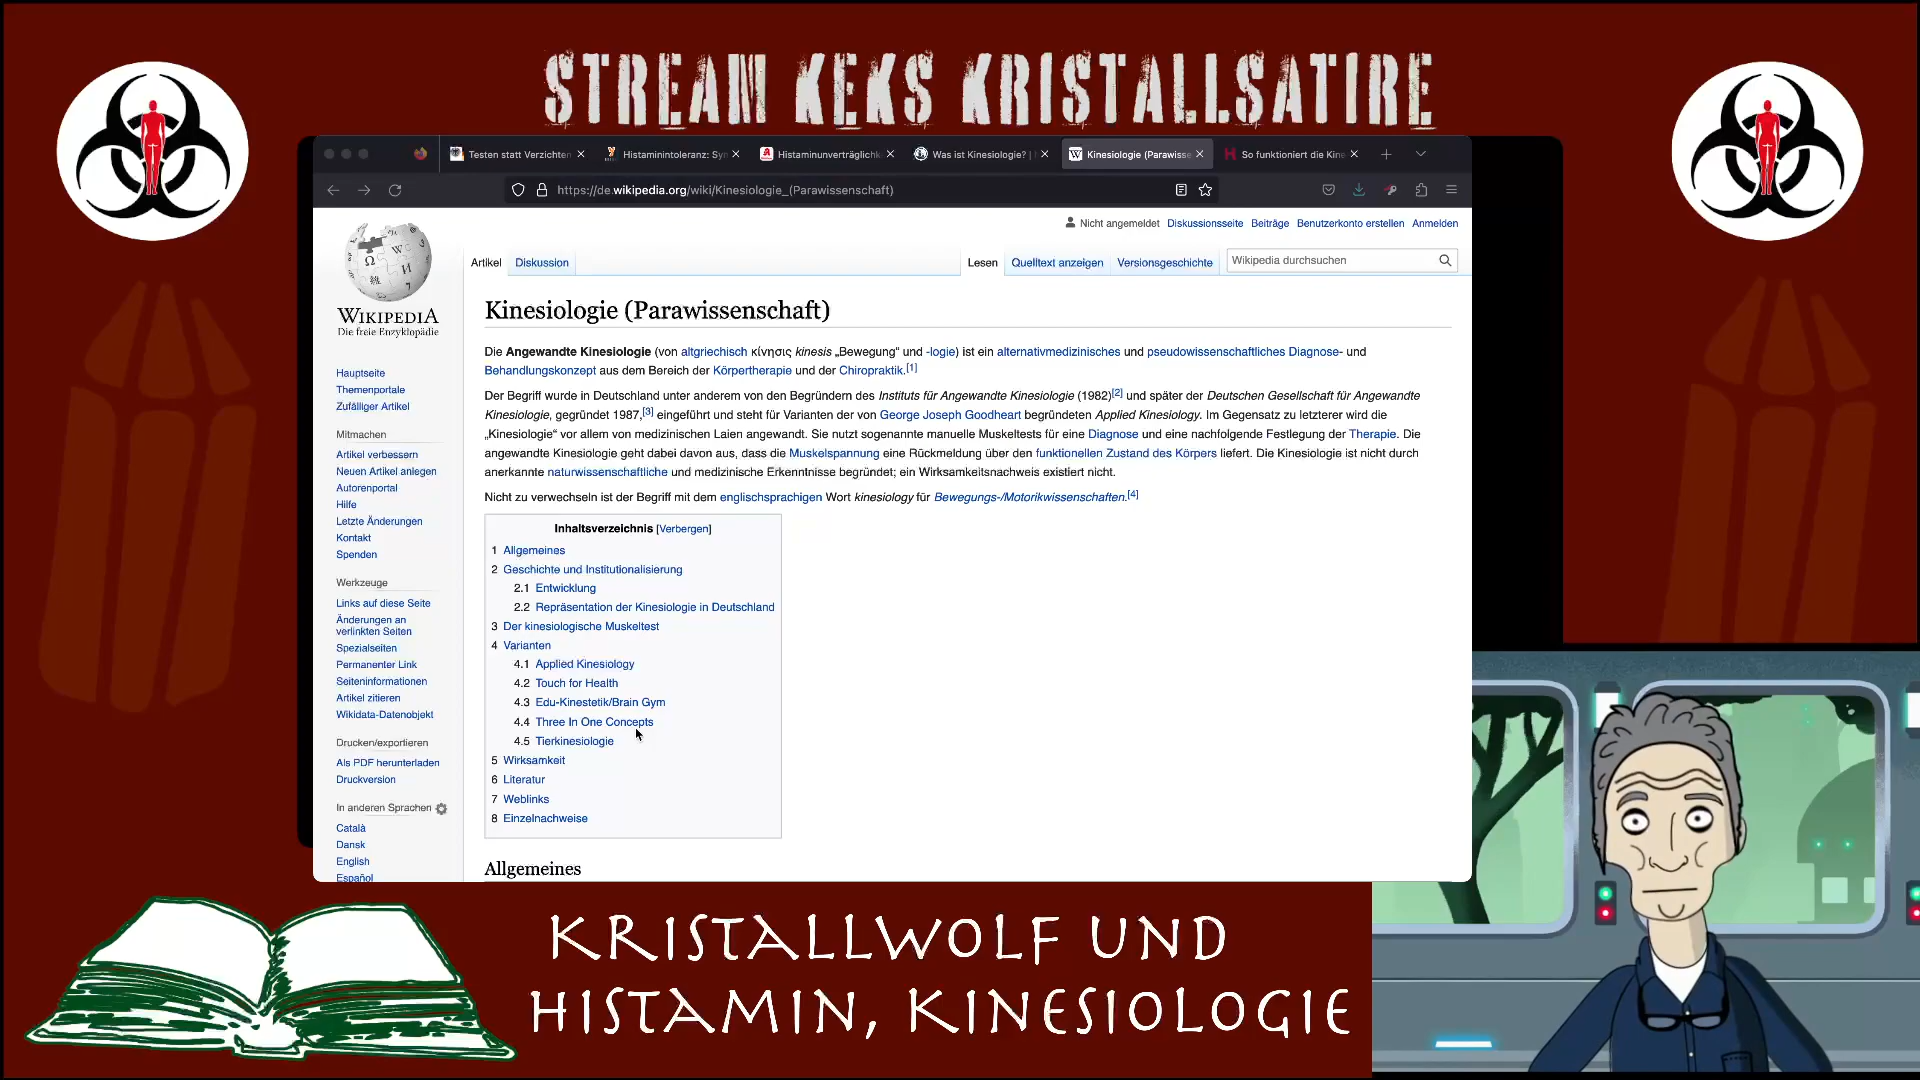 STREAM KEKS KRISTALLSATIRE
Testen statt Verzichten
Histaminintoleranz: Syn
Histaminunverträglichk
Was ist Kinesiologie? |
Kinesiologie (Parawisse
So funktioniert die Kine
https://de.wikipedia.org/wiki/Kinesiologie_(Parawissenschaft)
Nicht angemeldet Diskussionsseite Beiträge Benutzerkonto erstellen Anmelden
Artikel Diskussion Lesen Quelltext anzeigen Versionsgeschichte Wikipedia durchsuchen
WIKIPEDIA
Die freie Enzyklopädie
Hauptseite
Themenportale
Zufälliger Artikel
Mitmachen
Artikel verbessern
Neuen Artikel anlegen
Autorenportal
Hilfe
Letzte Änderungen
Kontakt
Spenden
Werkzeuge
Links auf diese Seite
Änderungen an
verlinkten Seiten
Spezialseiten
Permanenter Link
Seiteninformationen
Artikel zitieren
Wikidata-Datenobjekt
Drucken/exportieren
Als PDF herunterladen
Druckversion
In anderen Sprachen
Català
Dansk
English
Español
Kinesiologie (Parawissenschaft)
Die Angewandte Kinesiologie (von altgriechisch κίνησις kinesis „Bewegung“ und -logie) ist ein alternativmedizinisches und pseudowissenschaftliches Diagnose- und
Behandlungskonzept aus dem Bereich der Körpertherapie und der Chiropraktik.[1]
Der Begriff wurde in Deutschland unter anderem von den Begründern des Instituts für Angewandte Kinesiologie (1982)[2] und später der Deutschen Gesellschaft für Angewandte
Kinesiologie, gegründet 1987,[3] eingeführt und steht für Varianten der von George Joseph Goodheart begründeten Applied Kinesiology. Im Gegensatz zu letzterer wird die
„Kinesiologie“ vor allem von medizinischen Laien angewandt. Sie nutzt sogenannte manuelle Muskeltests für eine Diagnose und eine nachfolgende Festlegung der Therapie. Die
angewandte Kinesiologie geht dabei davon aus, dass die Muskelspannung eine Rückmeldung über den funktionellen Zustand des Körpers liefert. Die Kinesiologie ist nicht durch
anerkannte naturwissenschaftliche und medizinische Erkenntnisse begründet; ein Wirksamkeitsnachweis existiert nicht.
Nicht zu verwechseln ist der Begriff mit dem englischsprachigen Wort kinesiology für Bewegungs-/Motorikwissenschaften.[4]
Inhaltsverzeichnis [Verbergen]
1 Allgemeines
2 Geschichte und Institutionalisierung
2.1 Entwicklung
2.2 Repräsentation der Kinesiologie in Deutschland
3 Der kinesiologische Muskeltest
4 Varianten
4.1 Applied Kinesiology
4.2 Touch for Health
4.3 Edu-Kinestetik/Brain Gym
4.4 Three In One Concepts
4.5 Tierkinesiologie
5 Wirksamkeit
6 Literatur
7 Weblinks
8 Einzelnachweise
Allgemeines
KRISTALLWOLF UND
HISTAMIN, KINESIOLOGIE